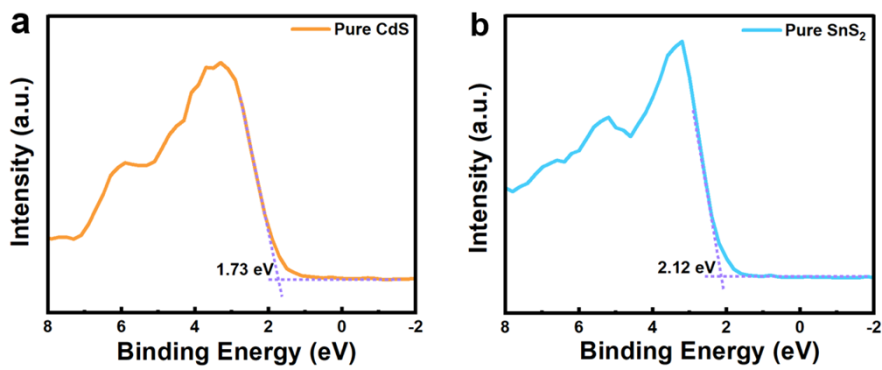 a
Pure CdS
Intensity (a.u.)
1.73 eV
8 6 4 2 0 -2
Binding Energy (eV)
b
Pure SnS₂
Intensity (a.u.)
2.12 eV
8 6 4 2 0 -2
Binding Energy (eV)